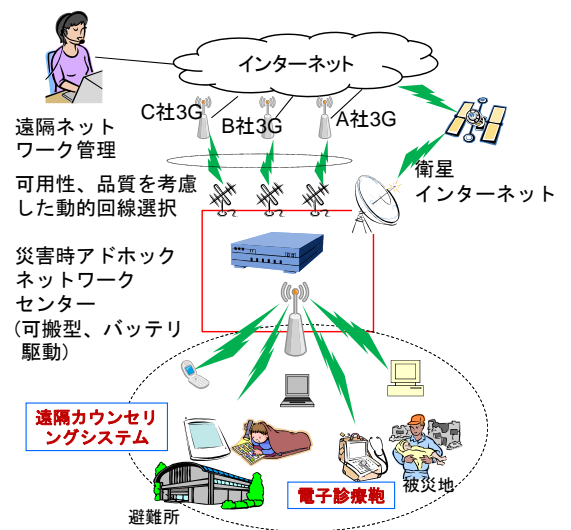 インターネット
C社3G
B社3G
A社3G
遠隔ネット
ワーク管理
衛星
インターネット
可用性、品質を考慮
した動的回線選択
災害時アドホック
ネットワーク
センター
(可搬型、バッテリ
駆動)
遠隔カウンセリ
ングシステム
電子診療鞄
被災地
避難所